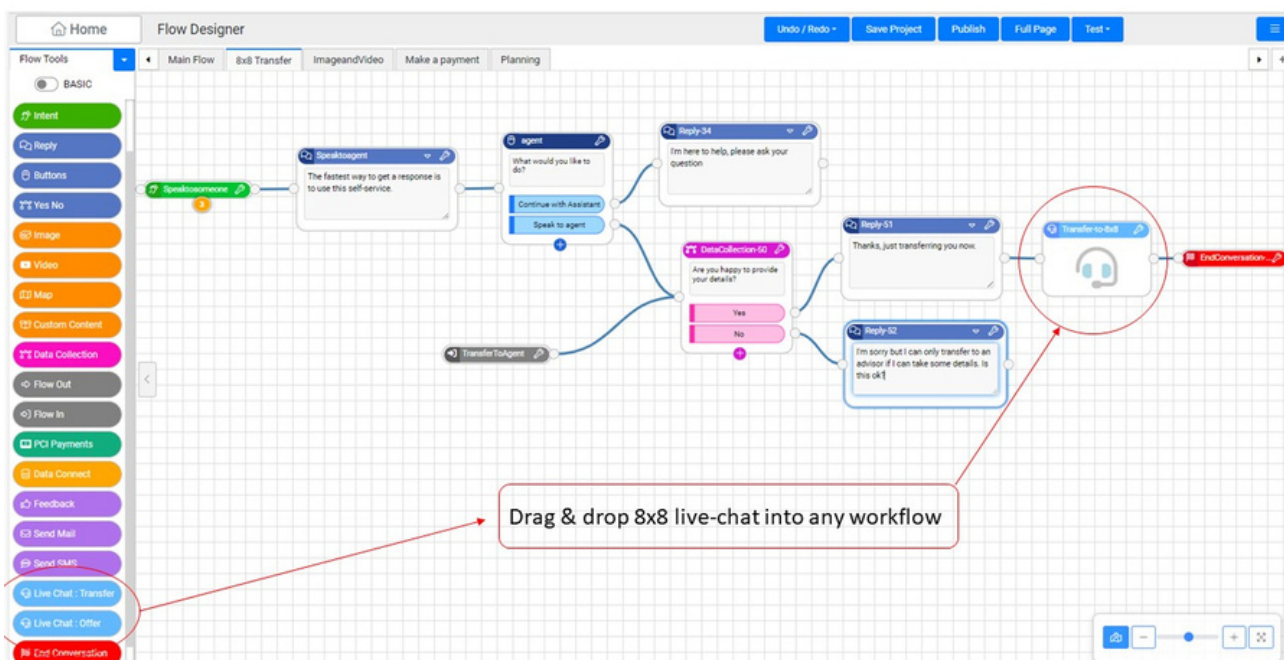 Home
Flow Designer
Undo / Redo
Save Project
Publish
Full Page
Test
Flow Tools
Main Flow
8x8 Transfer
ImageandVideo
Make a payment
Planning
BASIC
Intent
Reply
Buttons
Yes No
Image
Video
Map
Custom Content
Data Collection
Flow Out
Flow In
PCI Payments
Data Connect
Feedback
Send Mail
Send SMS
Live Chat : Transfer
Live Chat : Offer
End Conversation
Speaktosomeone
3
Speaktoagent
The fastest way to get a response is
to use this self-service.
agent
What would you like to
do?
Continue with Assistant
Speak to agent
Reply-34
I'm here to help, please ask your
question
TransferToAgent
DataCollection-50
Are you happy to provide
your details?
Yes
No
Reply-51
Thanks, just transferring you now.
Reply-52
I'm sorry but I can only transfer to an
advisor if I can take some details. Is
this ok?
Transfer-to-8x8
EndConversation-...
Drag & drop 8x8 live-chat into any workflow